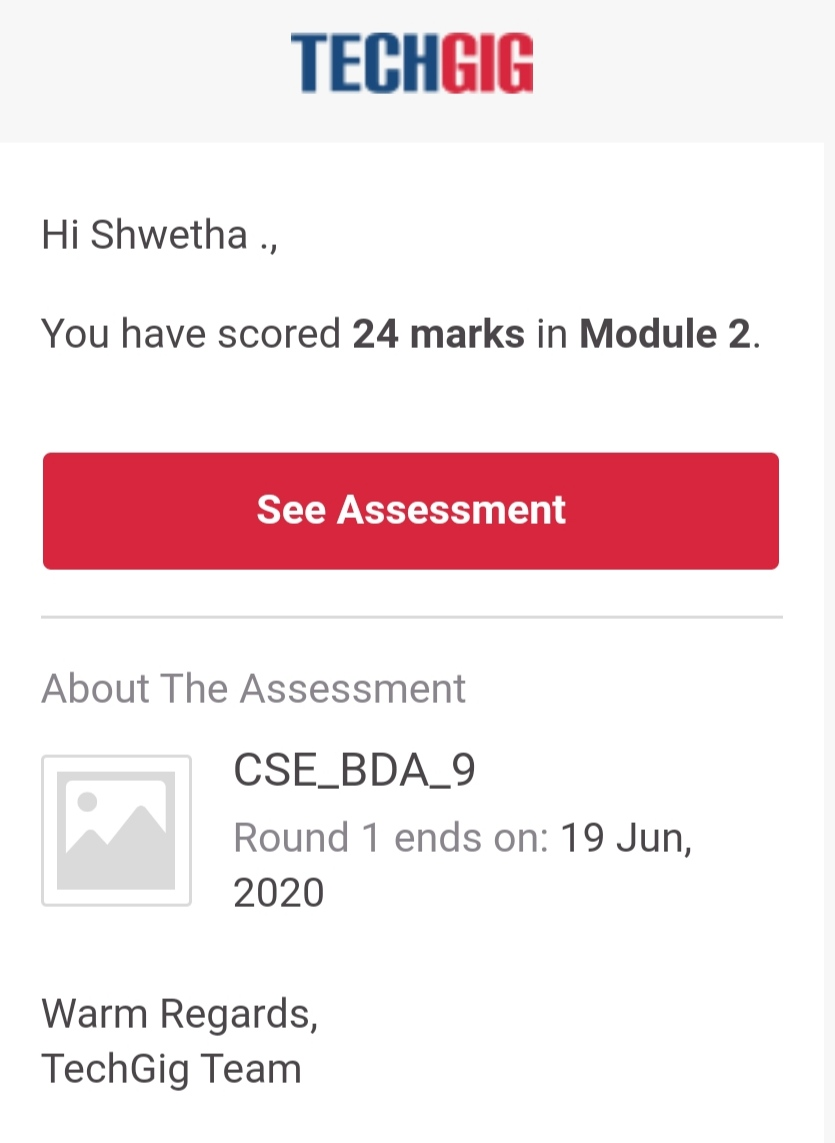 TECHGIG
Hi Shwetha .,
You have scored 24 marks in Module 2.
See Assessment
About The Assessment
CSE_BDA_9
Round 1 ends on: 19 Jun,
2020
Warm Regards,
TechGig Team